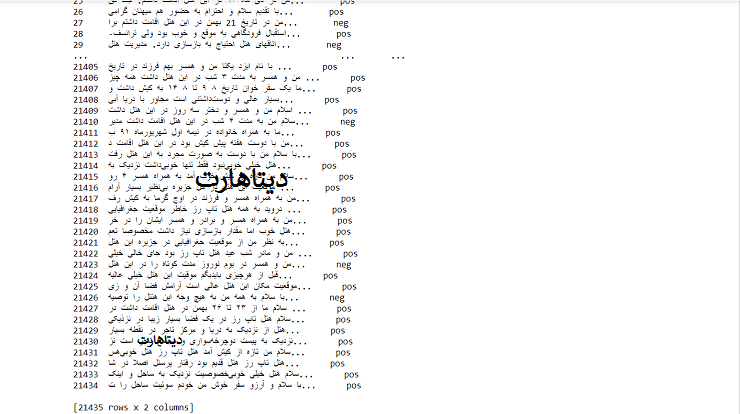 26 من با تقدیم سلام و احترام به حضور هم میهنان گرامی... pos
27 من در تاریخ 21 بهمن در این هتل اقامت داشتم برا... neg
28 استقبال فرودگاهی به موقع و خوب بود ولی ترانسف... pos
29 اتاقهای هتل احتیاج به بازسازی دارد. مدیریت هتل... neg
... ... ...
21405 با نام ایزد یکتا من و همسر بهم فرزند در تاریخ... pos
21406 من و همسر به مدت ۳ شب در این هتل داشت همه چیز ... pos
21407 ما یک سفر خوان تاریخ ۸ ۹ تا ۱۴ ۸ به کیش داشت و... pos
21408 بسیار عالی و دوستداشتنی است مجاور با دریا آبی... pos
21409 اسلام من و همسر و دختر سه روز در این هتل داشت ... pos
21410 سلام من به مدت ۴ شب در این هتل اقامت داشت مدیر... neg
21411 ما به همراه خانواده در نیمه اول شهریورماه ۹۱ ب... pos
21412 من با دوست هفته پیش کیش بود در این هتل اقامت د... pos
21413 با سلام من با دوست به صورت مجرد به این هتل رفت... pos
21414 هتل خیلی خوبی‌نبود فقط تنها خوبی‌داشت نزدیک به... pos
21415 آمد به همراه همسر ۴ رو... pos
21416 جزیره بی‌نظیر بسیار آرام... pos
دیتاهارت
21417 من به همراه همسر و فرزند در اوج گرما به کیش رف... pos
21418 دروید به همه هتل تاپ رز خاطر موقعیت جغرافیایی ... pos
21419 من به همراه همسر و برادر و همسر ایشان را در خر... pos
21420 هتل خوب اما مقدار بازسازی نیاز داشت مخصوصا تعم... pos
21421 به نظر من از موقعیت جغرافیایی در جزیره این هتل... pos
21422 من و مادر شب عید هتل تاپ رز بود جای خالی خیلی ... pos
21423 من و همسر در یوم نوروز مدت کوتاه را در این هتل... neg
21424 قبل از هرچیزی بایدبگم موقیت این هتل خیلی عالیه... pos
21425 موقعیت مکان این هتل عالی است آرامش فضا آن و زی... pos
21426 با سلام به همه من به هیچ وجه این هتتل را توصیه... neg
21427 سلام ما از ۲۳ تا ۲۶ بهمن در هتل اقامت داشت در ... pos
21428 سلام هتل تاپ رز در یک فضا بسیار زیبا در نزدیکی... pos
21429 هتل از نزدیک به دریا و مرکز تاجر در نقطه بسیار... pos
21430 نزدیک به پیست دوچرخه‌سواری و است نز... pos
دیتاهارت
21431 سلام من تازه از کیش آمد هتل تاپ رز هتل خوبی‌هس... pos
21432 هتل تاپ رز هتل قدیم بود رفتار پرسنل اصلا در شا... pos
21433 سلام هتل خیلی خوبی‌خصوصیت نزدیک به ساحل و اینک... pos
21434 با سلام و آرزو سفر خوش من خودم سوئیت ساحل را ت... pos
[21435 rows x 2 columns]